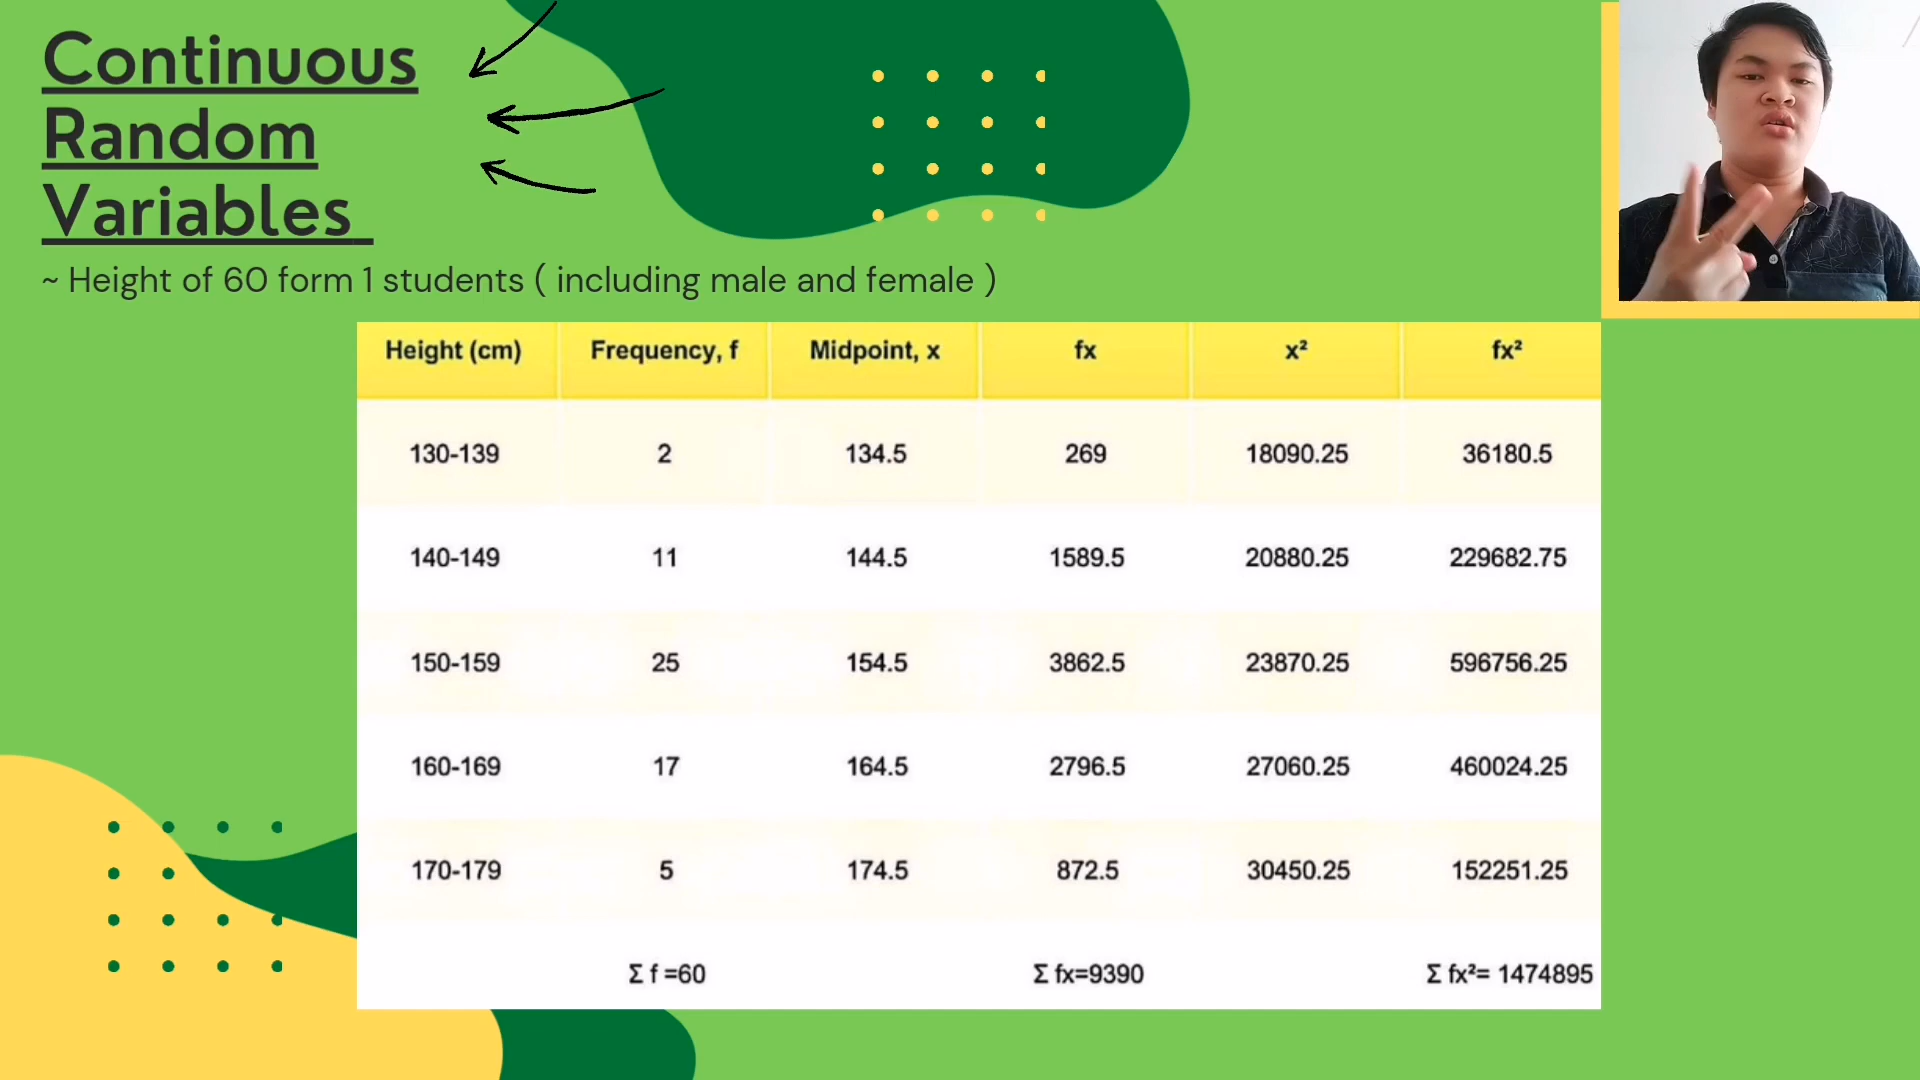 Continuous
Random
Variables
~ Height of 60 form 1 students ( including male and female )
Height (cm) Frequency, f Midpoint, x fx x² fx²
130-139 2 134.5 269 18090.25 36180.5
140-149 11 144.5 1589.5 20880.25 229682.75
150-159 25 154.5 3862.5 23870.25 596756.25
160-169 17 164.5 2796.5 27060.25 460024.25
170-179 5 174.5 872.5 30450.25 152251.25
Σ f =60 Σ fx=9390 Σ fx²= 1474895